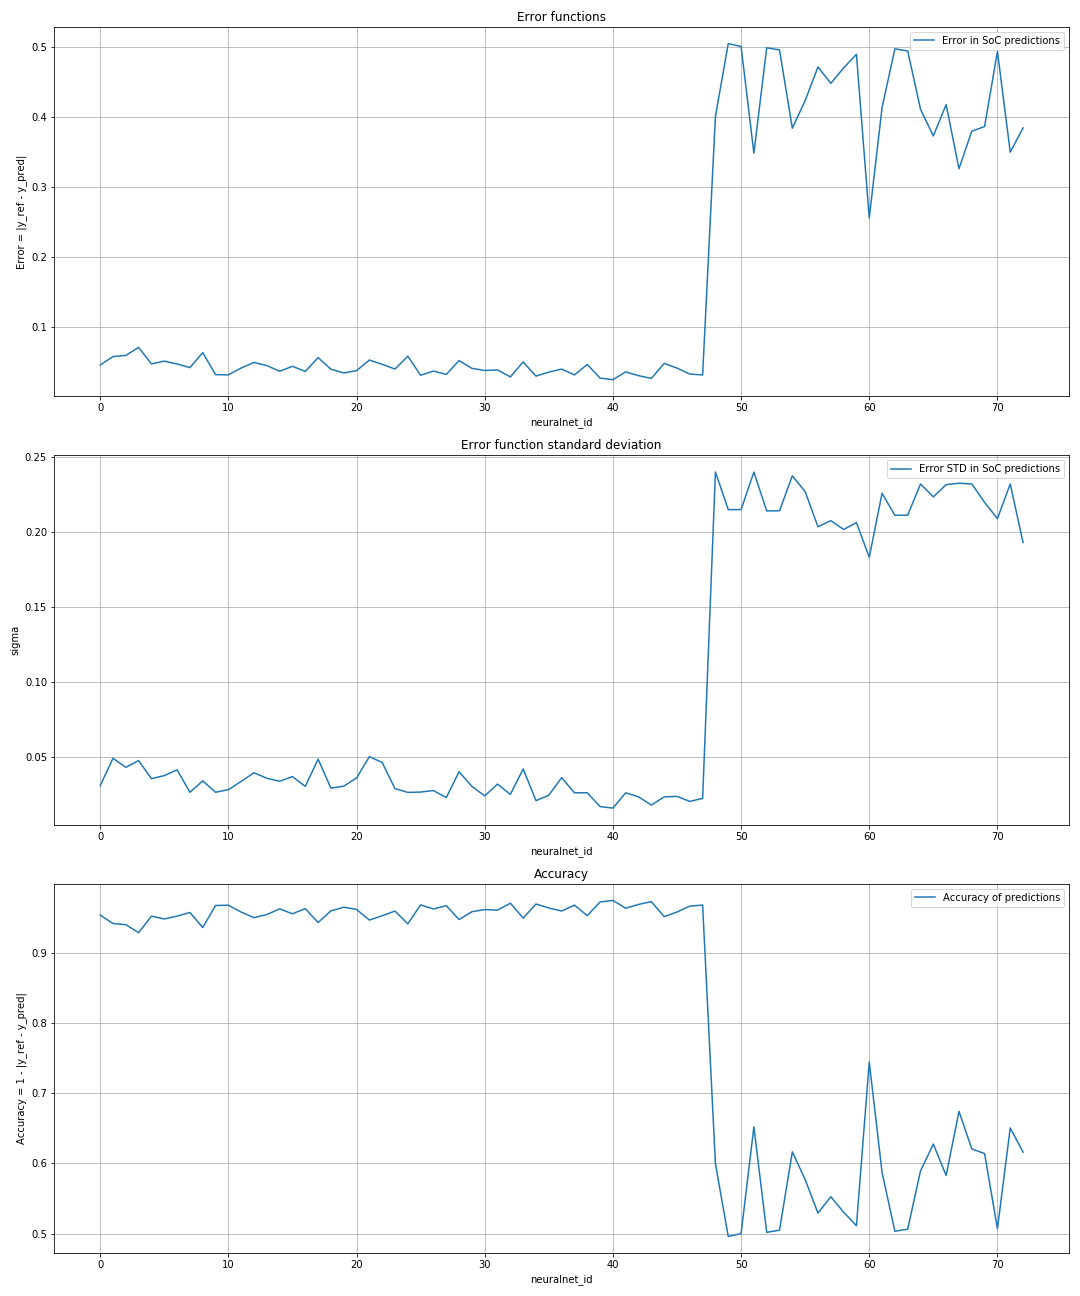 Error functions
Error in SoC predictions
Error = |y_ref - y_pred|
0.5
0.4
0.3
0.2
0.1
0 10 20 30 40 50 60 70
neuralnet_id
Error function standard deviation
Error STD in SoC predictions
sigma
0.25
0.20
0.15
0.10
0.05
0 10 20 30 40 50 60 70
neuralnet_id
Accuracy
Accuracy of predictions
Accuracy = 1 - |y_ref - y_pred|
0.9
0.8
0.7
0.6
0.5
0 10 20 30 40 50 60 70
neuralnet_id